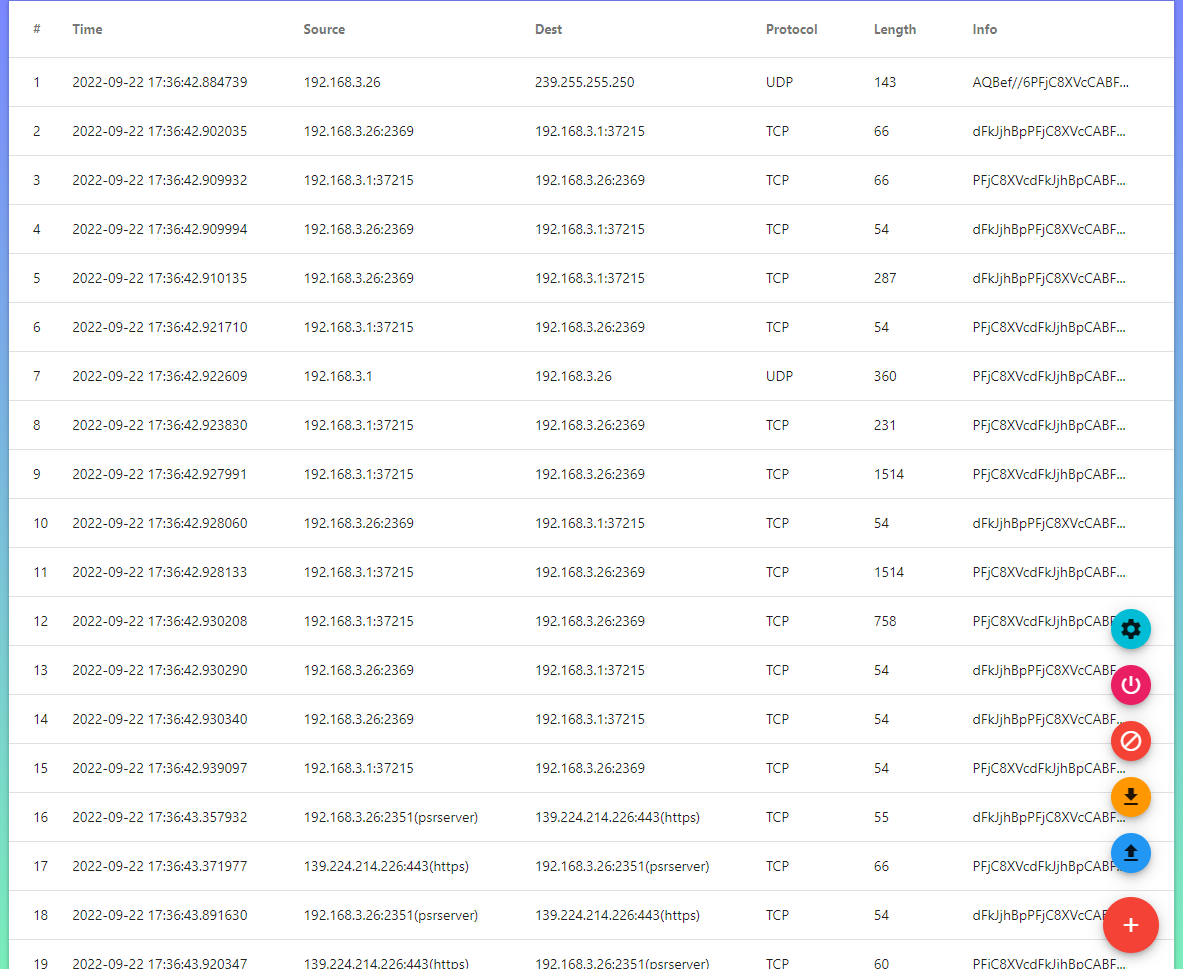 # Time Source Dest Protocol Length Info
1 2022-09-22 17:36:42.884739 192.168.3.26 239.255.255.250 UDP 143 AQBef//6PFjC8XVcCABF...
2 2022-09-22 17:36:42.902035 192.168.3.26:2369 192.168.3.1:37215 TCP 66 dFkJjhBpPFjC8XVcCABF...
3 2022-09-22 17:36:42.909932 192.168.3.1:37215 192.168.3.26:2369 TCP 66 PFjC8XVcdFkJjhBpCABF...
4 2022-09-22 17:36:42.909994 192.168.3.26:2369 192.168.3.1:37215 TCP 54 dFkJjhBpPFjC8XVcCABF...
5 2022-09-22 17:36:42.910135 192.168.3.26:2369 192.168.3.1:37215 TCP 287 dFkJjhBpPFjC8XVcCABF...
6 2022-09-22 17:36:42.921710 192.168.3.1:37215 192.168.3.26:2369 TCP 54 PFjC8XVcdFkJjhBpCABF...
7 2022-09-22 17:36:42.922609 192.168.3.1 192.168.3.26 UDP 360 PFjC8XVcdFkJjhBpCABF...
8 2022-09-22 17:36:42.923830 192.168.3.1:37215 192.168.3.26:2369 TCP 231 PFjC8XVcdFkJjhBpCABF...
9 2022-09-22 17:36:42.927991 192.168.3.1:37215 192.168.3.26:2369 TCP 1514 PFjC8XVcdFkJjhBpCABF...
10 2022-09-22 17:36:42.928060 192.168.3.26:2369 192.168.3.1:37215 TCP 54 dFkJjhBpPFjC8XVcCABF...
11 2022-09-22 17:36:42.928133 192.168.3.1:37215 192.168.3.26:2369 TCP 1514 PFjC8XVcdFkJjhBpCABF...
12 2022-09-22 17:36:42.930208 192.168.3.1:37215 192.168.3.26:2369 TCP 758 PFjC8XVcdFkJjhBpCABF
13 2022-09-22 17:36:42.930290 192.168.3.26:2369 192.168.3.1:37215 TCP 54 dFkJjhBpPFjC8XVcCABF...
14 2022-09-22 17:36:42.930340 192.168.3.26:2369 192.168.3.1:37215 TCP 54 dFkJjhBpPFjC8XVcCABF...
15 2022-09-22 17:36:42.939097 192.168.3.1:37215 192.168.3.26:2369 TCP 54 PFjC8XVcdFkJjhBpCABF...
16 2022-09-22 17:36:43.357932 192.168.3.26:2351(psrserver) 139.224.214.226:443(https) TCP 55 dFkJjhBpPFjC8XVcCABF...
17 2022-09-22 17:36:43.371977 139.224.214.226:443(https) 192.168.3.26:2351(psrserver) TCP 66 PFjC8XVcdFkJjhBpCABF...
18 2022-09-22 17:36:43.891630 192.168.3.26:2351(psrserver) 139.224.214.226:443(https) TCP 54 dFkJjhBpPFjC8XVcCABF
19 2022-09-22 17:36:43.920347 139.224.214.226:443(https) 192.168.3.26:2351(psrserver) TCP 60 PFjC8XVcdFkJjhBpCABF...